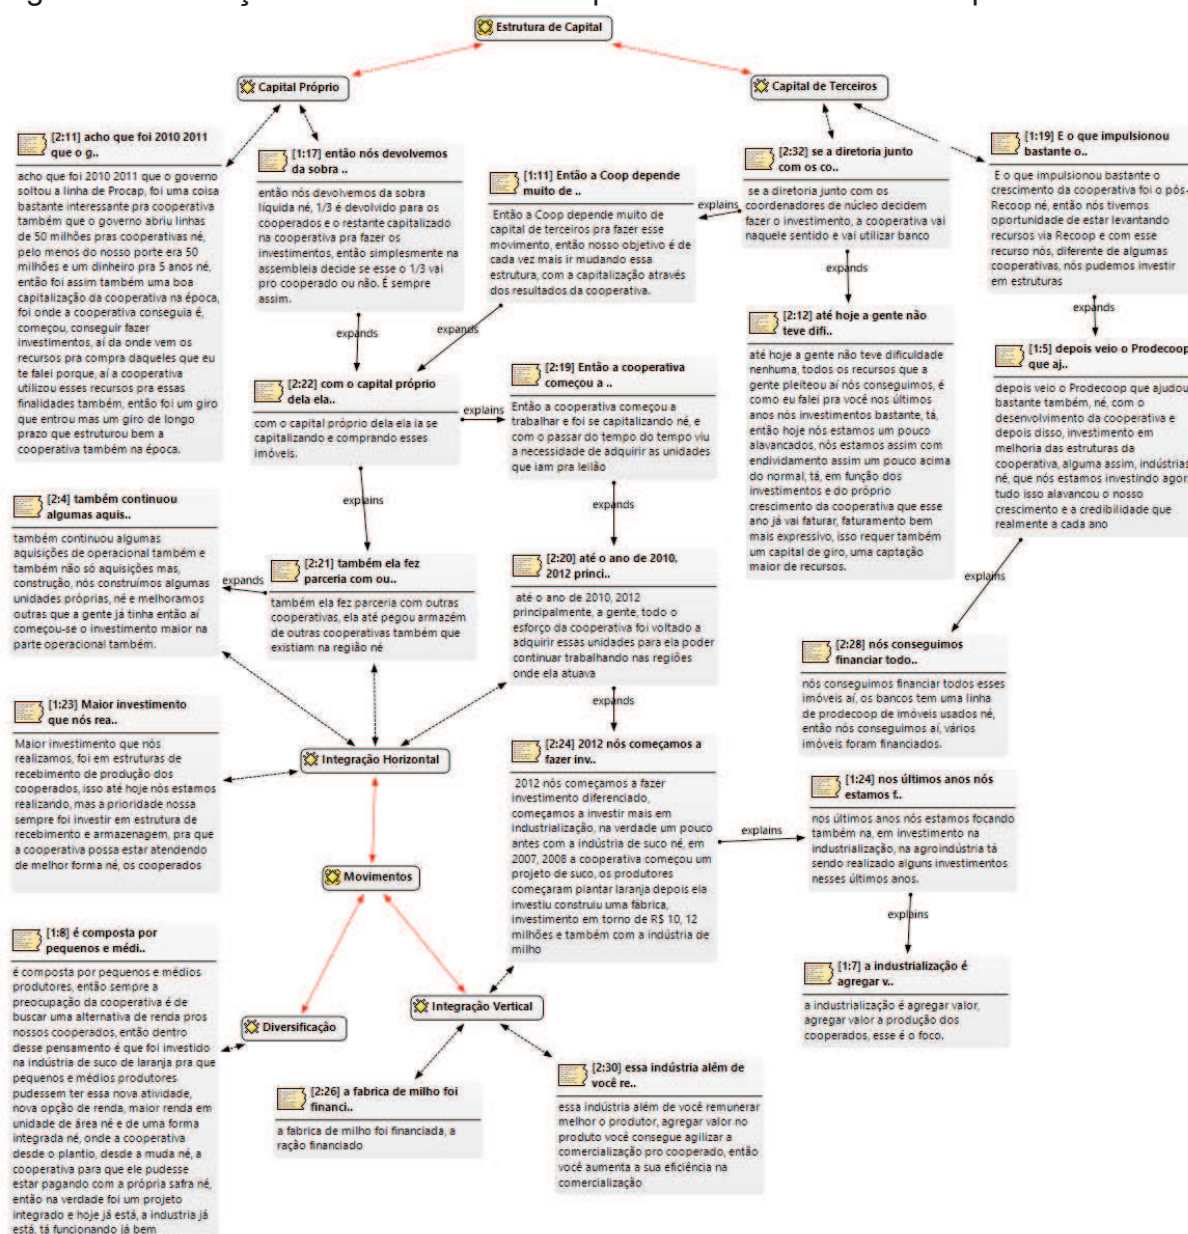 Estrutura de Capital
Capital Próprio
Capital de Terceiros
[2:11] acho que foi 2010 2011
que o g..
acho que foi 2010 2011 que o governo
soltou a linha de Procap, foi uma coisa
bastante interessante pra cooperativa
também que o governo abriu linhas
de 50 milhões pras cooperativas né,
pelo menos do nosso porte era 50
milhões e um dinheiro pra 5 anos né,
então foi assim também uma boa
capitalização da cooperativa na época,
foi onde a cooperativa conseguia é,
começou, conseguir fazer
investimentos, aí da onde vem os
recursos pra compra daqueles que eu
te falei porque, aí a cooperativa
utilizou esses recursos pra essas
finalidades também, então foi um giro
que entrou mas um giro de longo
prazo que estruturou bem a
cooperativa também na época.
[1:17] então nós devolvemos
da sobra ..
então nós devolvemos da sobra
líquida né, 1/3 é devolvido para os
cooperados e o restante capitalizado
na cooperativa pra fazer os
investimentos, então simplesmente na
assembleia decide se esse o 1/3 vai
pro cooperado ou não. É sempre
assim.
[1:11] Então a Coop depende
muito de ..
Então a Coop depende muito de
capital de terceiros pra fazer esse
movimento, então nosso objetivo é de
cada vez mais ir mudando essa
estrutura, com a capitalização através
dos resultados da cooperativa.
explains
[2:32] se a diretoria junto
com os co..
se a diretoria junto com os
coordenadores de núcleo decidem
fazer o investimento, a cooperativa vai
naquele sentido e vai utilizar banco
[1:19] E o que impulsionou
bastante o..
E o que impulsionou bastante o
crescimento da cooperativa foi o pós-
Recoop né, então nós tivemos
oportunidade de estar levantando
recursos via Recoop e com esse
recurso nós, diferente de algumas
cooperativas, nós pudemos investir
em estruturas
expands
expands
expands
expands
[2:12] até hoje a gente não
teve difi..
até hoje a gente não teve dificuldade
nenhuma, todos os recursos que a
gente pleiteou aí nós conseguimos, é
como eu falei pra você nos últimos
anos nós investimentos bastante, tá,
então hoje nós estamos um pouco
alavancados, nós estamos assim com
endividamento assim um pouco acima
do normal, tá, em função dos
investimentos e do próprio
crescimento da cooperativa que esse
ano já vai faturar, faturamento bem
mais expressivo, isso requer também
um capital de giro, uma captação
maior de recursos.
[1:5] depois veio o Prodecoop
que aj..
depois veio o Prodecoop que ajudou
bastante também, né, com o
desenvolvimento da cooperativa e
depois disso, investimento em
melhoria das estruturas da
cooperativa, alguma assim, indústrias
né, que nós estamos investindo agora
tudo isso alavancou o nosso
crescimento e a credibilidade que
realmente a cada ano
[2:22] com o capital próprio
dela ela..
com o capital próprio dela ela ia se
capitalizando e comprando esses
imóveis.
explains
[2:19] Então a cooperativa
começou a ..
Então a cooperativa começou a
trabalhar e foi se capitalizando né, e
com o passar do tempo do tempo viu
a necessidade de adquirir as unidades
que iam pra leilão
explains
expands
explains
[2:4] também continuou
algumas aquis..
também continuou algumas
aquisições de operacional também e
também não só aquisições mas,
construção, nós construímos algumas
unidades próprias, né e melhoramos
outras que a gente já tinha então aí
começou-se o investimento maior na
parte operacional também.
expands
[2:21] também ela fez
parceria com ou..
também ela fez parceria com outras
cooperativas, ela até pegou armazém
de outras cooperativas também que
existiam na região né
[2:20] até o ano de 2010,
2012 princi..
até o ano de 2010, 2012
principalmente, a gente, todo o
esforço da cooperativa foi voltado a
adquirir essas unidades para ela poder
continuar trabalhando nas regiões
onde ela atuava
expands
[2:28] nós conseguimos
financiar todo..
nós conseguimos financiar todos esses
imóveis aí, os bancos tem uma linha
de prodecoop de imóveis usados né,
então nós conseguimos aí, vários
imóveis foram financiados.
[1:23] Maior investimento
que nós rea..
Maior investimento que nós
realizamos, foi em estruturas de
recebimento de produção dos
cooperados, isso até hoje nós estamos
realizando, mas a prioridade nossa
sempre foi investir em estrutura de
recebimento e armazenagem, pra que
a cooperativa possa estar atendendo
de melhor forma né, os cooperados
Integração Horizontal
[2:24] 2012 nós começamos a
fazer inv..
2012 nós começamos a fazer
investimento diferenciado,
começamos a investir mais em
industrialização, na verdade um pouco
antes com a indústria de suco né, em
2007, 2008 a cooperativa começou um
projeto de suco, os produtores
começaram plantar laranja depois ela
investiu construiu uma fábrica,
investimento em torno de R$ 10, 12
milhões e também com a indústria de
milho
explains
[1:24] nos últimos anos nós
estamos f..
nos últimos anos nós estamos focando
também na, em investimento na
industrialização, na agroindústria tá
sendo realizado alguns investimentos
nesses últimos anos.
explains
[1:7] a industrialização é
agregar v..
a industrialização é agregar valor,
agregar valor a produção dos
cooperados, esse é o foco.
Movimentos
[1:8] é composta por
pequenos e médi..
é composta por pequenos e médios
produtores, então sempre a
preocupação da cooperativa é de
buscar uma alternativa de renda pros
nossos cooperados, então dentro
desse pensamento é que foi investido
na indústria de suco de laranja pra que
pequenos e médios produtores
pudessem ter essa nova atividade,
nova opção de renda, maior renda em
unidade de área né e de uma forma
integrada né, onde a cooperativa
desde o plantio, desde a muda né, a
cooperativa para que ele pudesse
estar pagando com a própria safra né,
então na verdade foi um projeto
integrado e hoje já está, a industria já
está, tá funcionando já bem
Diversificação
Integração Vertical
[2:26] a fabrica de milho foi
financi..
a fabrica de milho foi financiada, a
ração financiado
[2:30] essa indústria além de
você re..
essa indústria além de você remunerar
melhor o produtor, agregar valor no
produto você consegue agilizar a
comercialização pro cooperado, então
você aumenta a sua eficiência na
comercialização